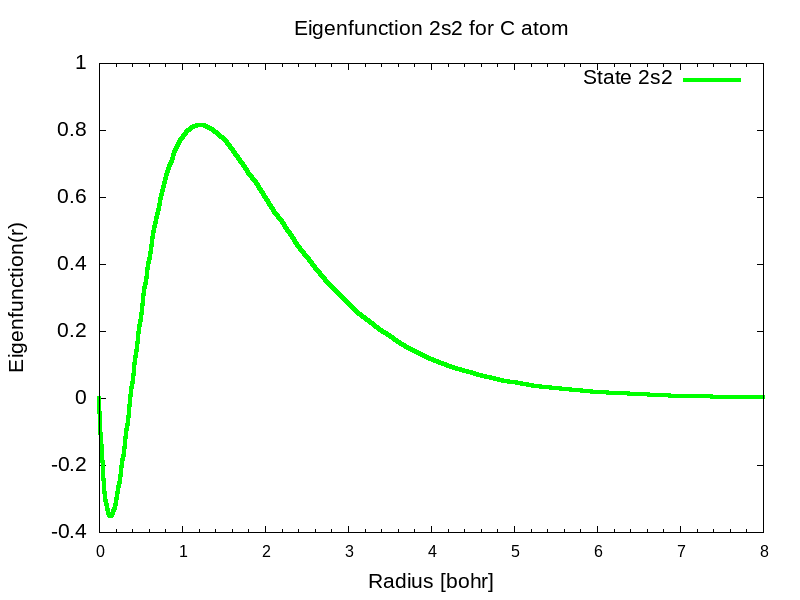 Eigenfunction 2s2 for C atom
State 2s2
1
0.8
0.6
0.4
0.2
0
-0.2
-0.4
Eigenfunction(r)
0 1 2 3 4 5 6 7 8
Radius [bohr]